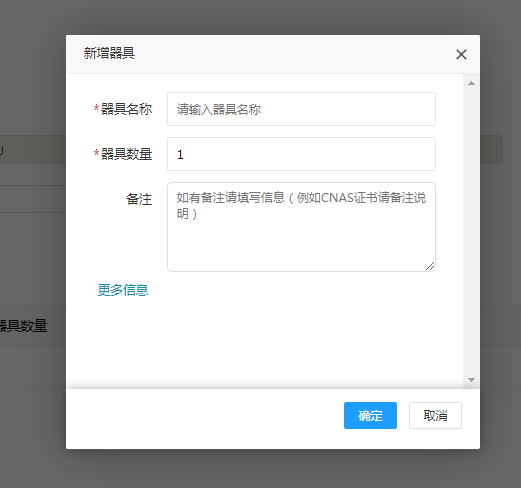 新增器具
*器具名称
请输入器具名称
*器具数量
1
备注
如有备注请填写信息（例如CNAS证书请备注说
明）
更多信息
器具数量
确定
取消